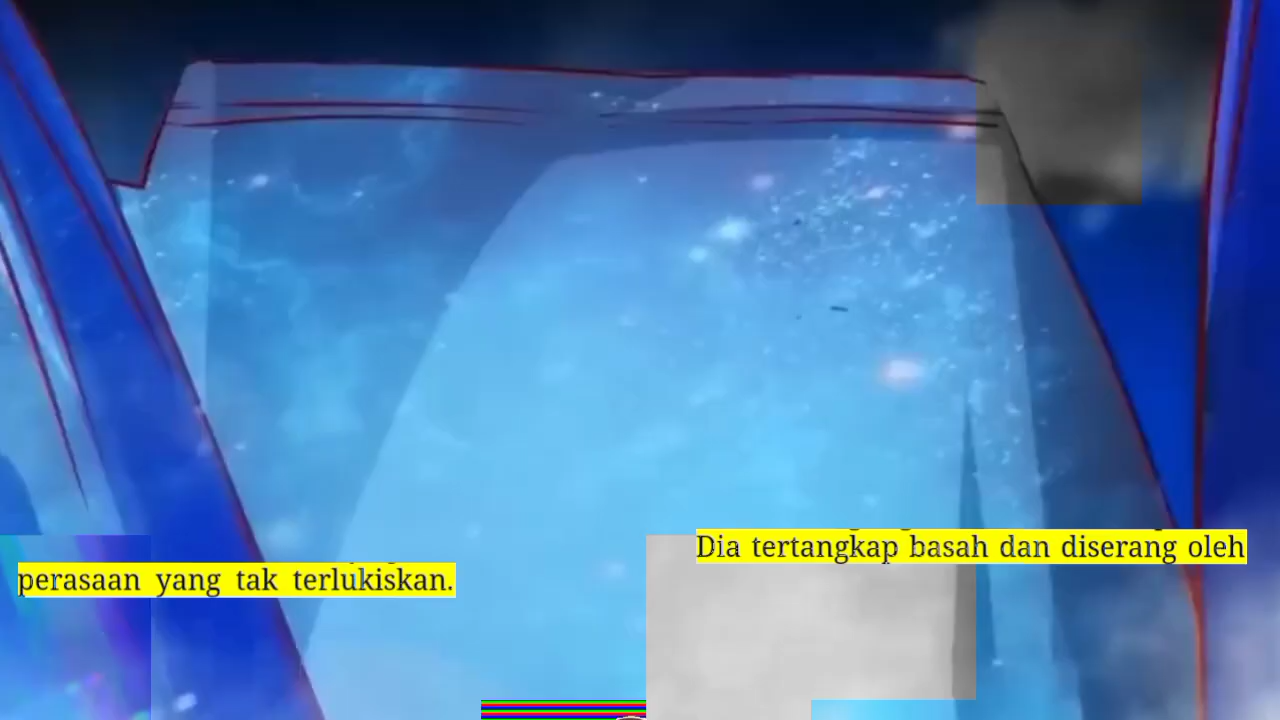 Dia tertangkap basah dan diserang oleh
perasaan yang tak terlukiskan.